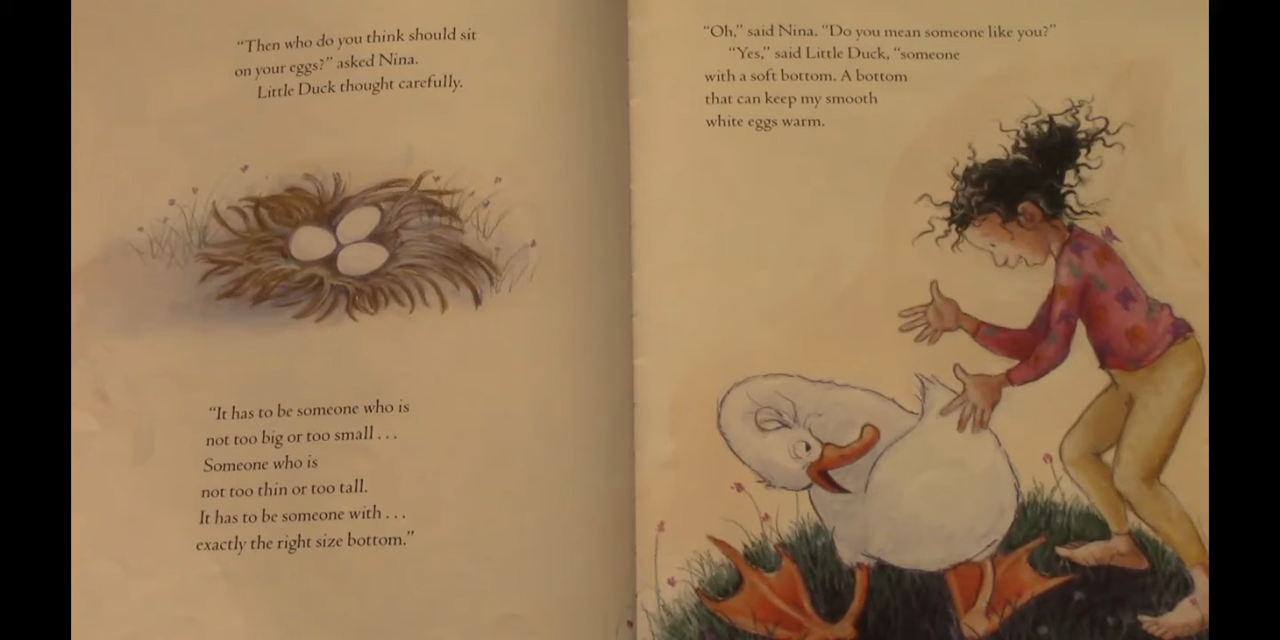 “Then who do you think should sit
on your eggs?” asked Nina.
Little Duck thought carefully.
“It has to be someone who is
not too big or too small . . .
Someone who is
not too thin or too tall.
It has to be someone with . . .
exactly the right size bottom.”
“Oh,” said Nina. “Do you mean someone like you?”
“Yes,” said Little Duck, “someone
with a soft bottom. A bottom
that can keep my smooth
white eggs warm.